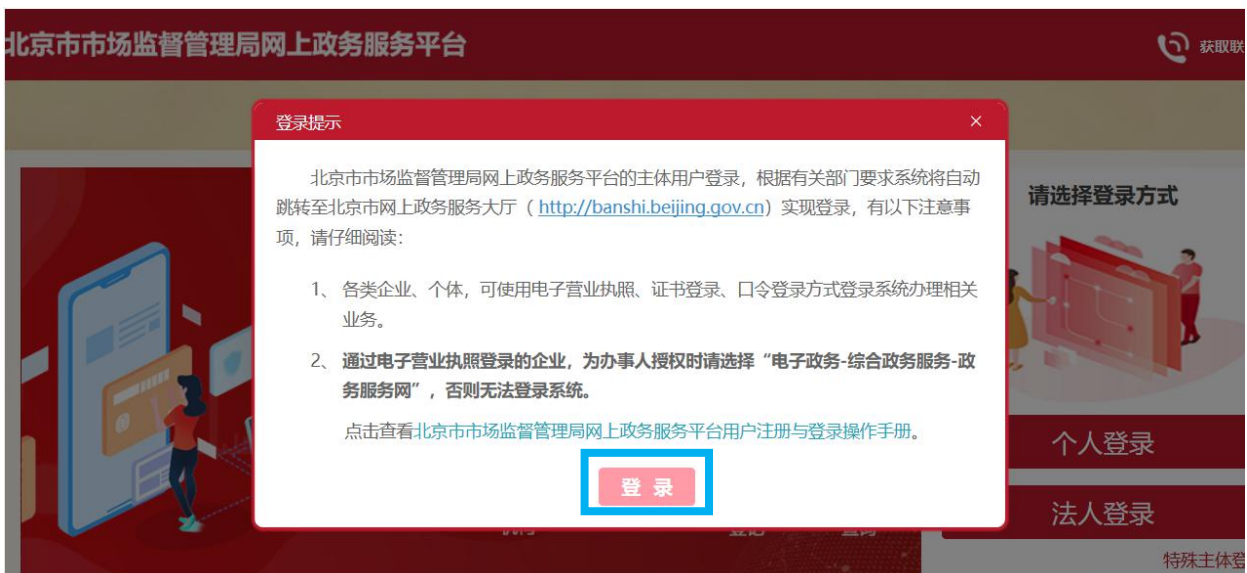 北京市市场监督管理局网上政务服务平台
获取联
登录提示
×
北京市市场监督管理局网上政务服务平台的主体用户登录，根据有关部门要求系统将自动
跳转至北京市网上政务服务大厅（ http://banshi.beijing.gov.cn）实现登录，有以下注意事
项，请仔细阅读：
1、 各类企业、个体，可使用电子营业执照、证书登录、口令登录方式登录系统办理相关
业务。
2、 通过电子营业执照登录的企业，为办事人授权时请选择“电子政务-综合政务服务-政
务服务网”，否则无法登录系统。
点击查看北京市市场监督管理局网上政务服务平台用户注册与登录操作手册。
登 录
请选择登录方式
个人登录
法人登录
特殊主体登